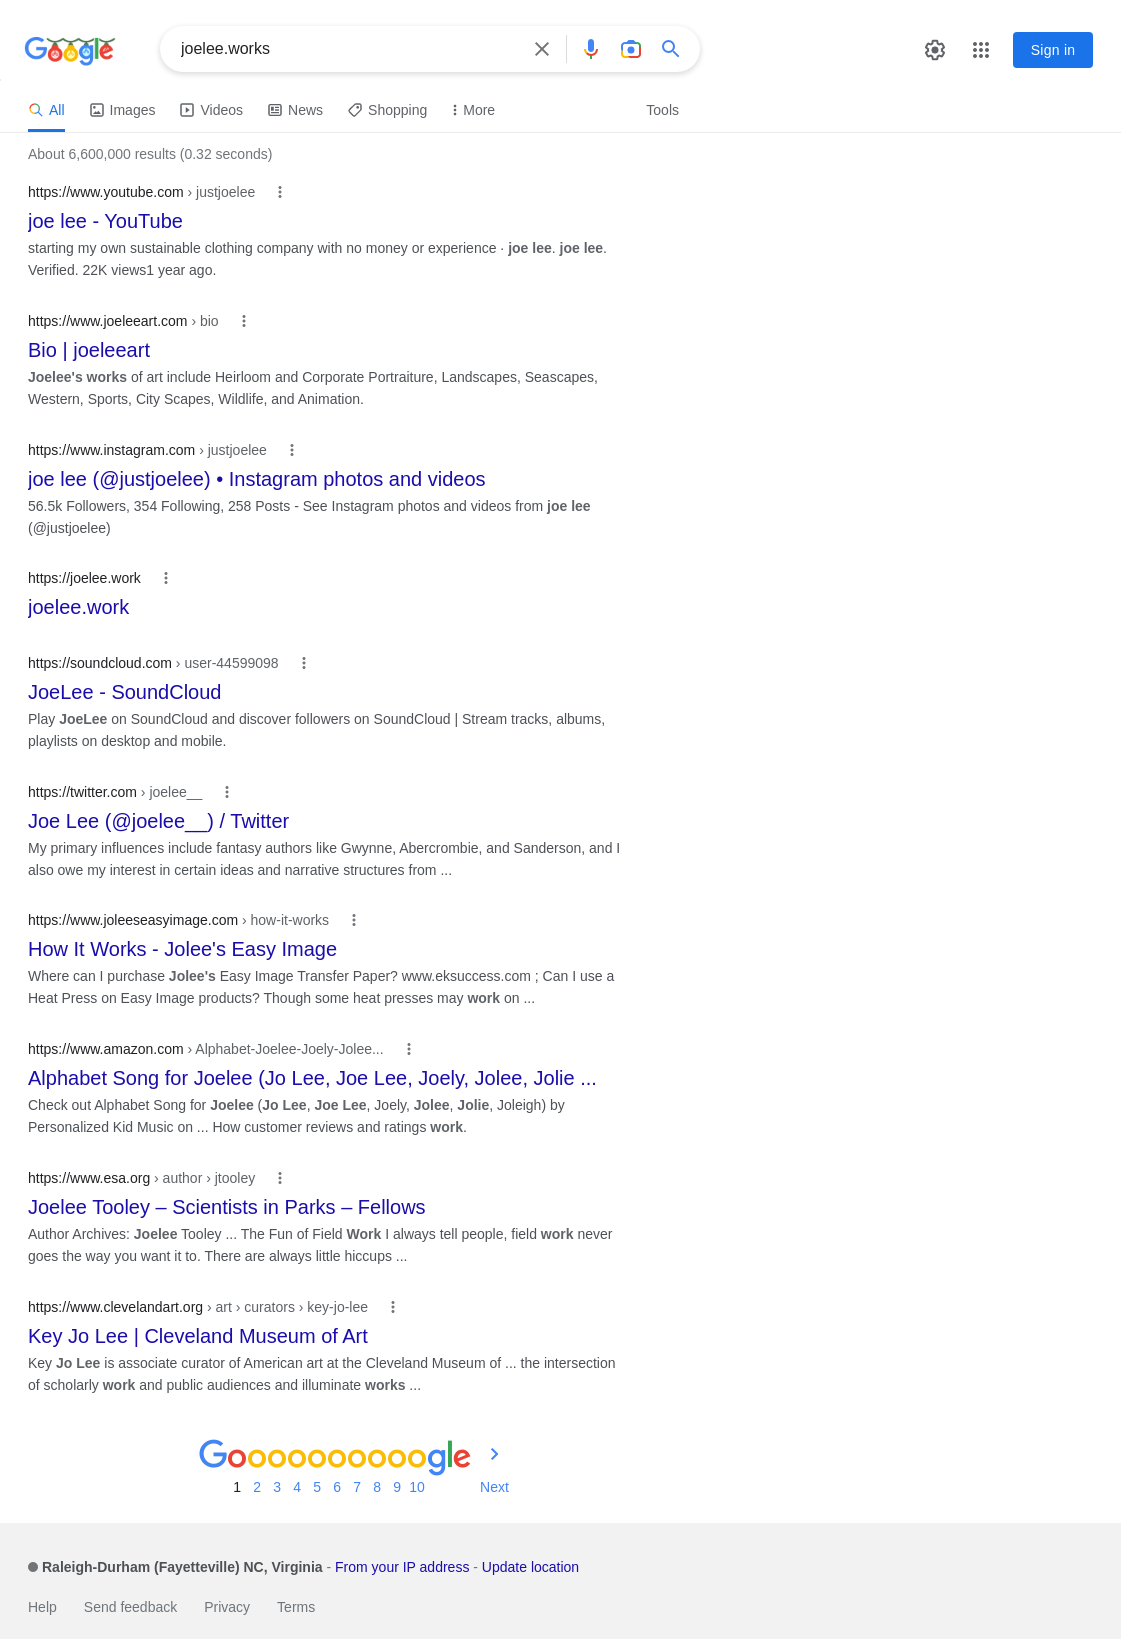 Google
joelee.works
Sign in
All Images Videos News Shopping More Tools
About 6,600,000 results (0.32 seconds)
https://www.youtube.com › justjoelee
joe lee - YouTube
starting my own sustainable clothing company with no money or experience · joe lee. joe lee.
Verified. 22K views1 year ago.
https://www.joeleeart.com › bio
Bio | joeleeart
Joelee's works of art include Heirloom and Corporate Portraiture, Landscapes, Seascapes,
Western, Sports, City Scapes, Wildlife, and Animation.
https://www.instagram.com › justjoelee
joe lee (@justjoelee) • Instagram photos and videos
56.5k Followers, 354 Following, 258 Posts - See Instagram photos and videos from joe lee
(@justjoelee)
https://joelee.work
joelee.work
https://soundcloud.com › user-44599098
JoeLee - SoundCloud
Play JoeLee on SoundCloud and discover followers on SoundCloud | Stream tracks, albums,
playlists on desktop and mobile.
https://twitter.com › joelee__
Joe Lee (@joelee__) / Twitter
My primary influences include fantasy authors like Gwynne, Abercrombie, and Sanderson, and I
also owe my interest in certain ideas and narrative structures from ...
https://www.joleeseasyimage.com › how-it-works
How It Works - Jolee's Easy Image
Where can I purchase Jolee's Easy Image Transfer Paper? www.eksuccess.com ; Can I use a
Heat Press on Easy Image products? Though some heat presses may work on ...
https://www.amazon.com › Alphabet-Joelee-Joely-Jolee...
Alphabet Song for Joelee (Jo Lee, Joe Lee, Joely, Jolee, Jolie ...
Check out Alphabet Song for Joelee (Jo Lee, Joe Lee, Joely, Jolee, Jolie, Joleigh) by
Personalized Kid Music on ... How customer reviews and ratings work.
https://www.esa.org › author › jtooley
Joelee Tooley – Scientists in Parks – Fellows
Author Archives: Joelee Tooley ... The Fun of Field Work I always tell people, field work never
goes the way you want it to. There are always little hiccups ...
https://www.clevelandart.org › art › curators › key-jo-lee
Key Jo Lee | Cleveland Museum of Art
Key Jo Lee is associate curator of American art at the Cleveland Museum of ... the intersection
of scholarly work and public audiences and illuminate works ...
Goooooooooogle
1 2 3 4 5 6 7 8 9 10 Next
Raleigh-Durham (Fayetteville) NC, Virginia - From your IP address - Update location
Help Send feedback Privacy Terms